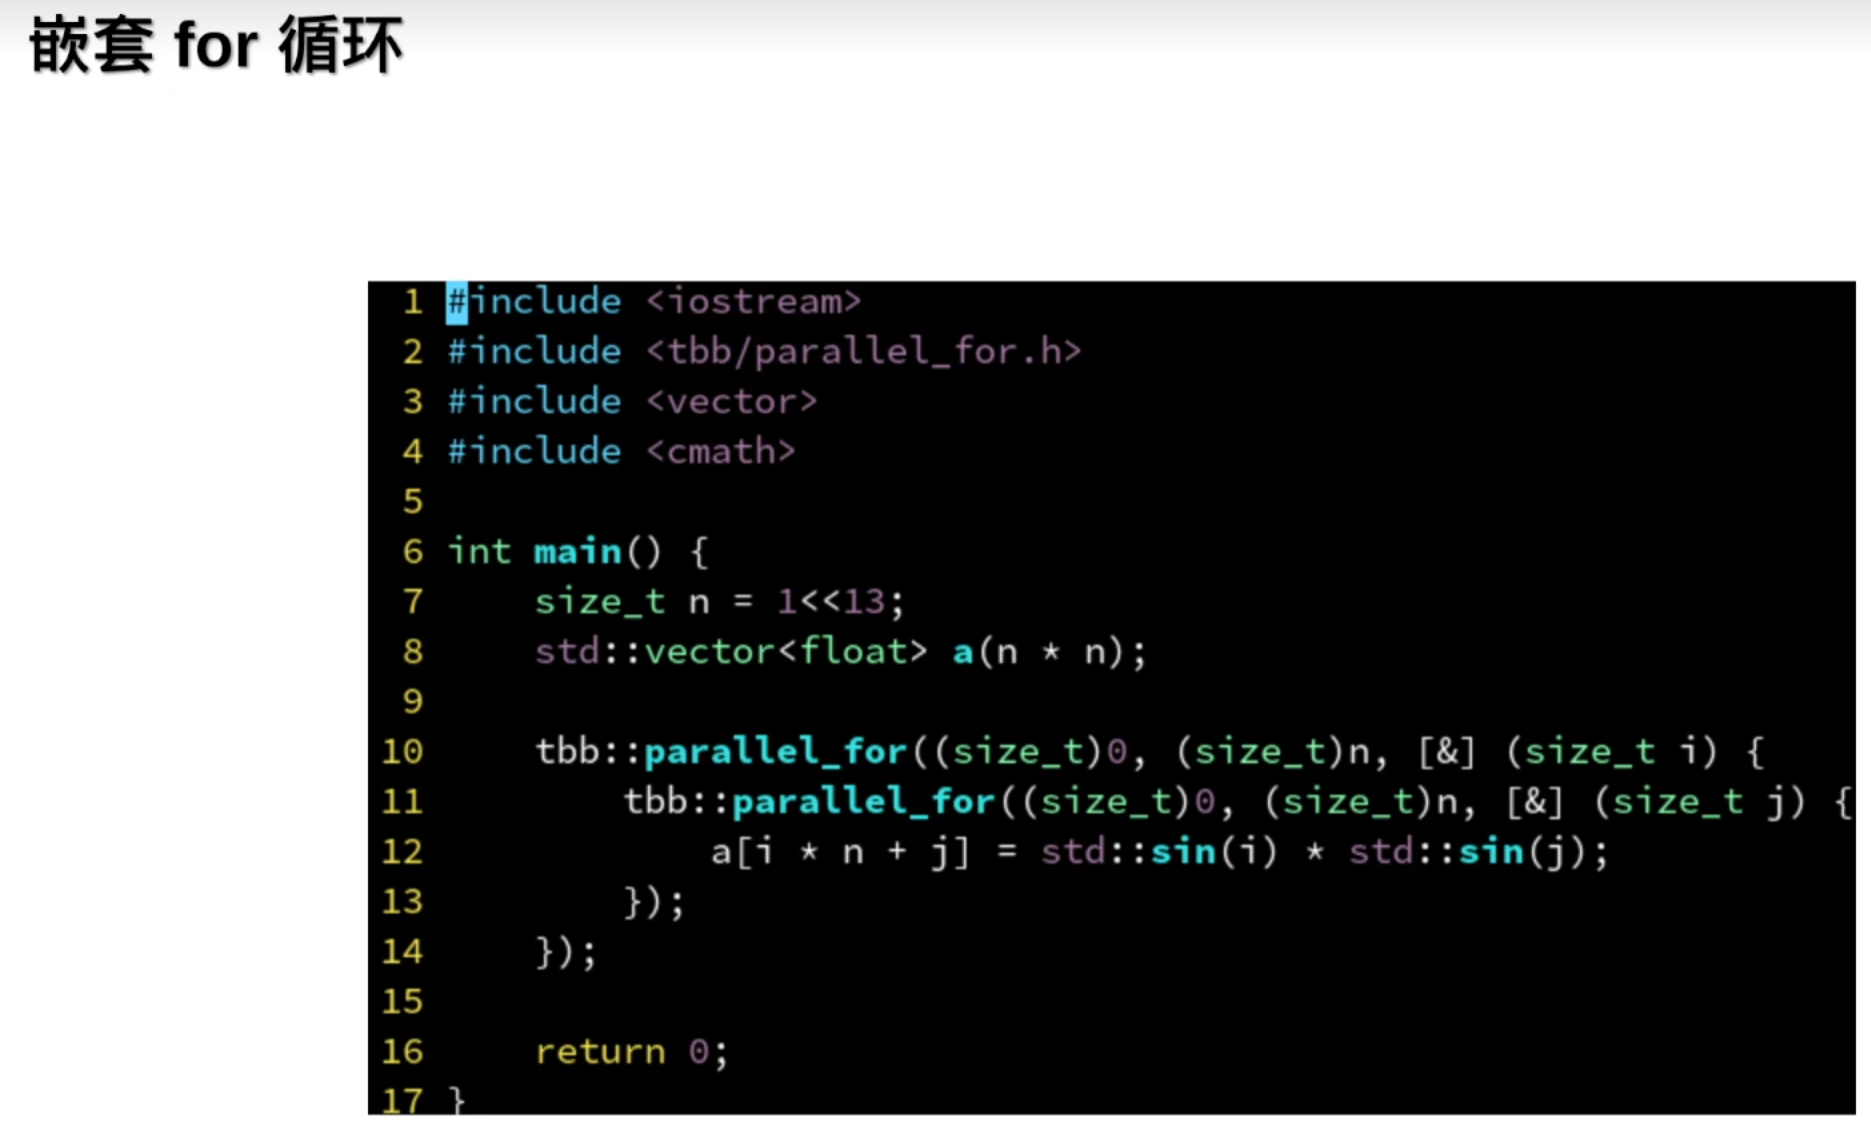 嵌套 for 循环
1 #include <iostream>
2 #include <tbb/parallel_for.h>
3 #include <vector>
4 #include <cmath>
5
6 int main() {
7     size_t n = 1<<13;
8     std::vector<float> a(n * n);
9
10     tbb::parallel_for((size_t)0, (size_t)n, [&] (size_t i) {
11         tbb::parallel_for((size_t)0, (size_t)n, [&] (size_t j) {
12             a[i * n + j] = std::sin(i) * std::sin(j);
13         });
14     });
15
16     return 0;
17 }